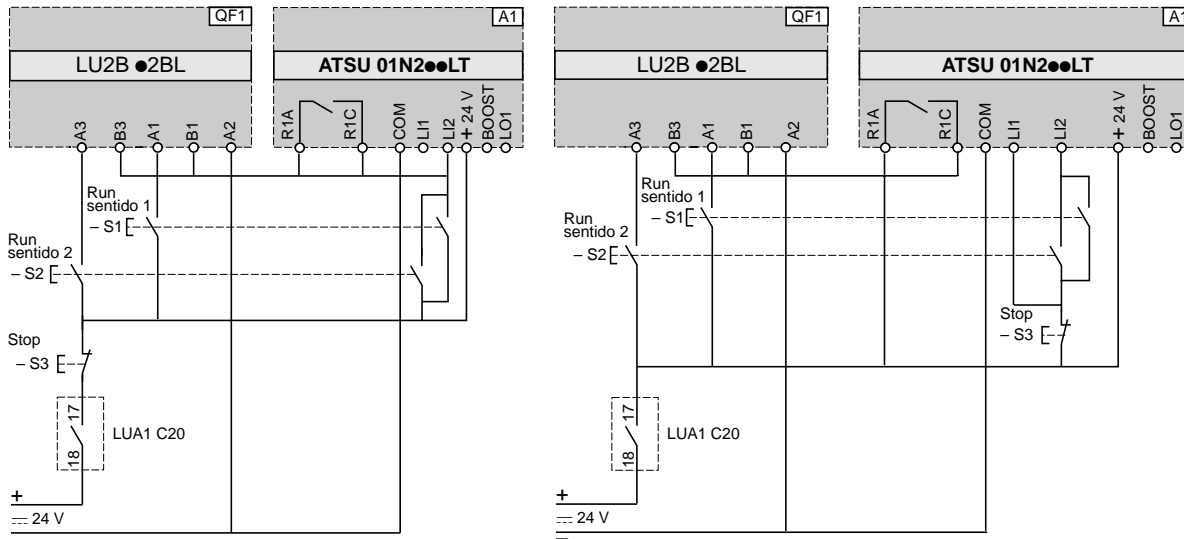 QF1
A1
LU2B ●2BL
ATSU 01N2●●LT
A3
B3
A1
B1
A2
R1A
R1C
COM
LI1
LI2
+ 24 V
BOOST
LO1
Run
sentido 1
– S1
Run
sentido 2
– S2
Stop
– S3
17
18
LUA1 C20
+
24 V
QF1
A1
LU2B ●2BL
ATSU 01N2●●LT
A3
B3
A1
B1
A2
R1A
R1C
COM
LI1
LI2
+ 24 V
BOOST
LO1
Run
sentido 1
– S1
Run
sentido 2
– S2
Stop
– S3
17
18
LUA1 C20
+
24 V
–